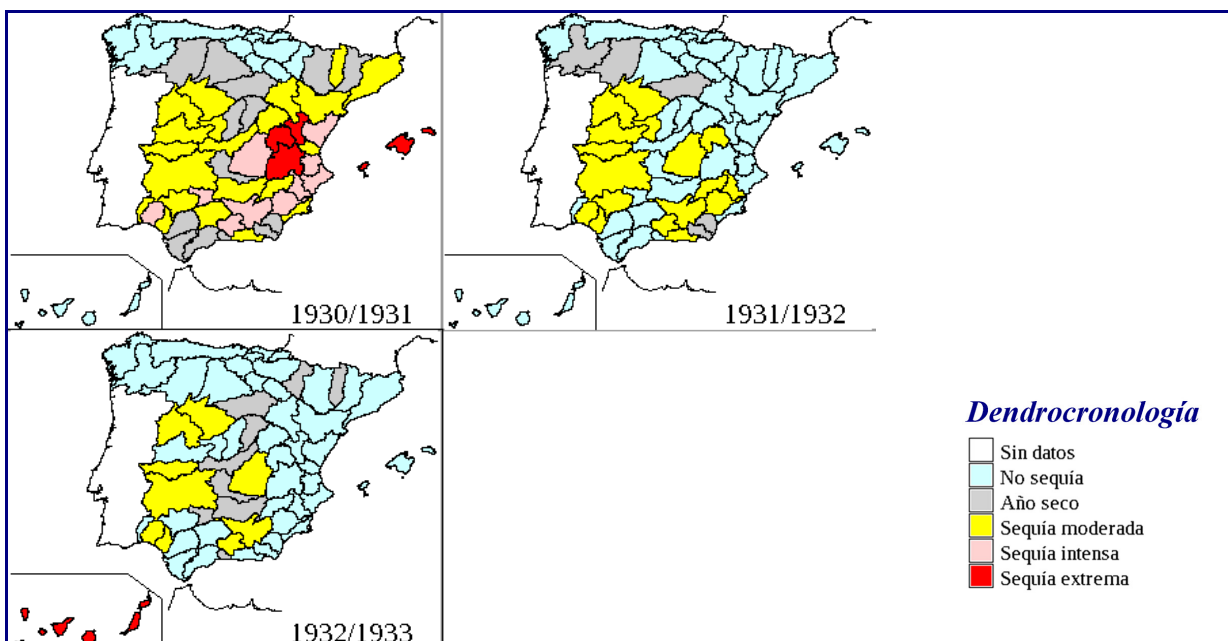 1930/1931
1931/1932
1932/1933
Dendrocronología
Sin datos
No sequía
Año seco
Sequía moderada
Sequía intensa
Sequía extrema